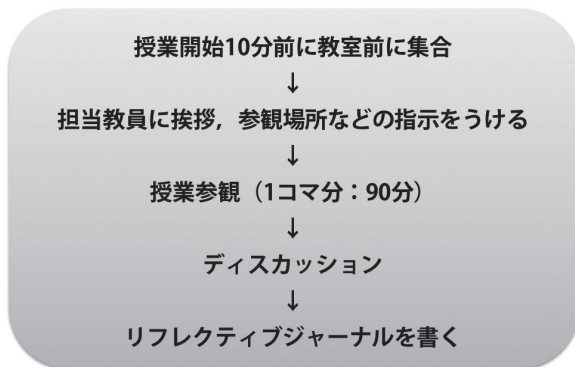 授業開始10分前に教室前に集合
↓
担当教員に挨拶，参観場所などの指示をうける
↓
授業参観（1コマ分：90分）
↓
ディスカッション
↓
リフレクティブジャーナルを書く